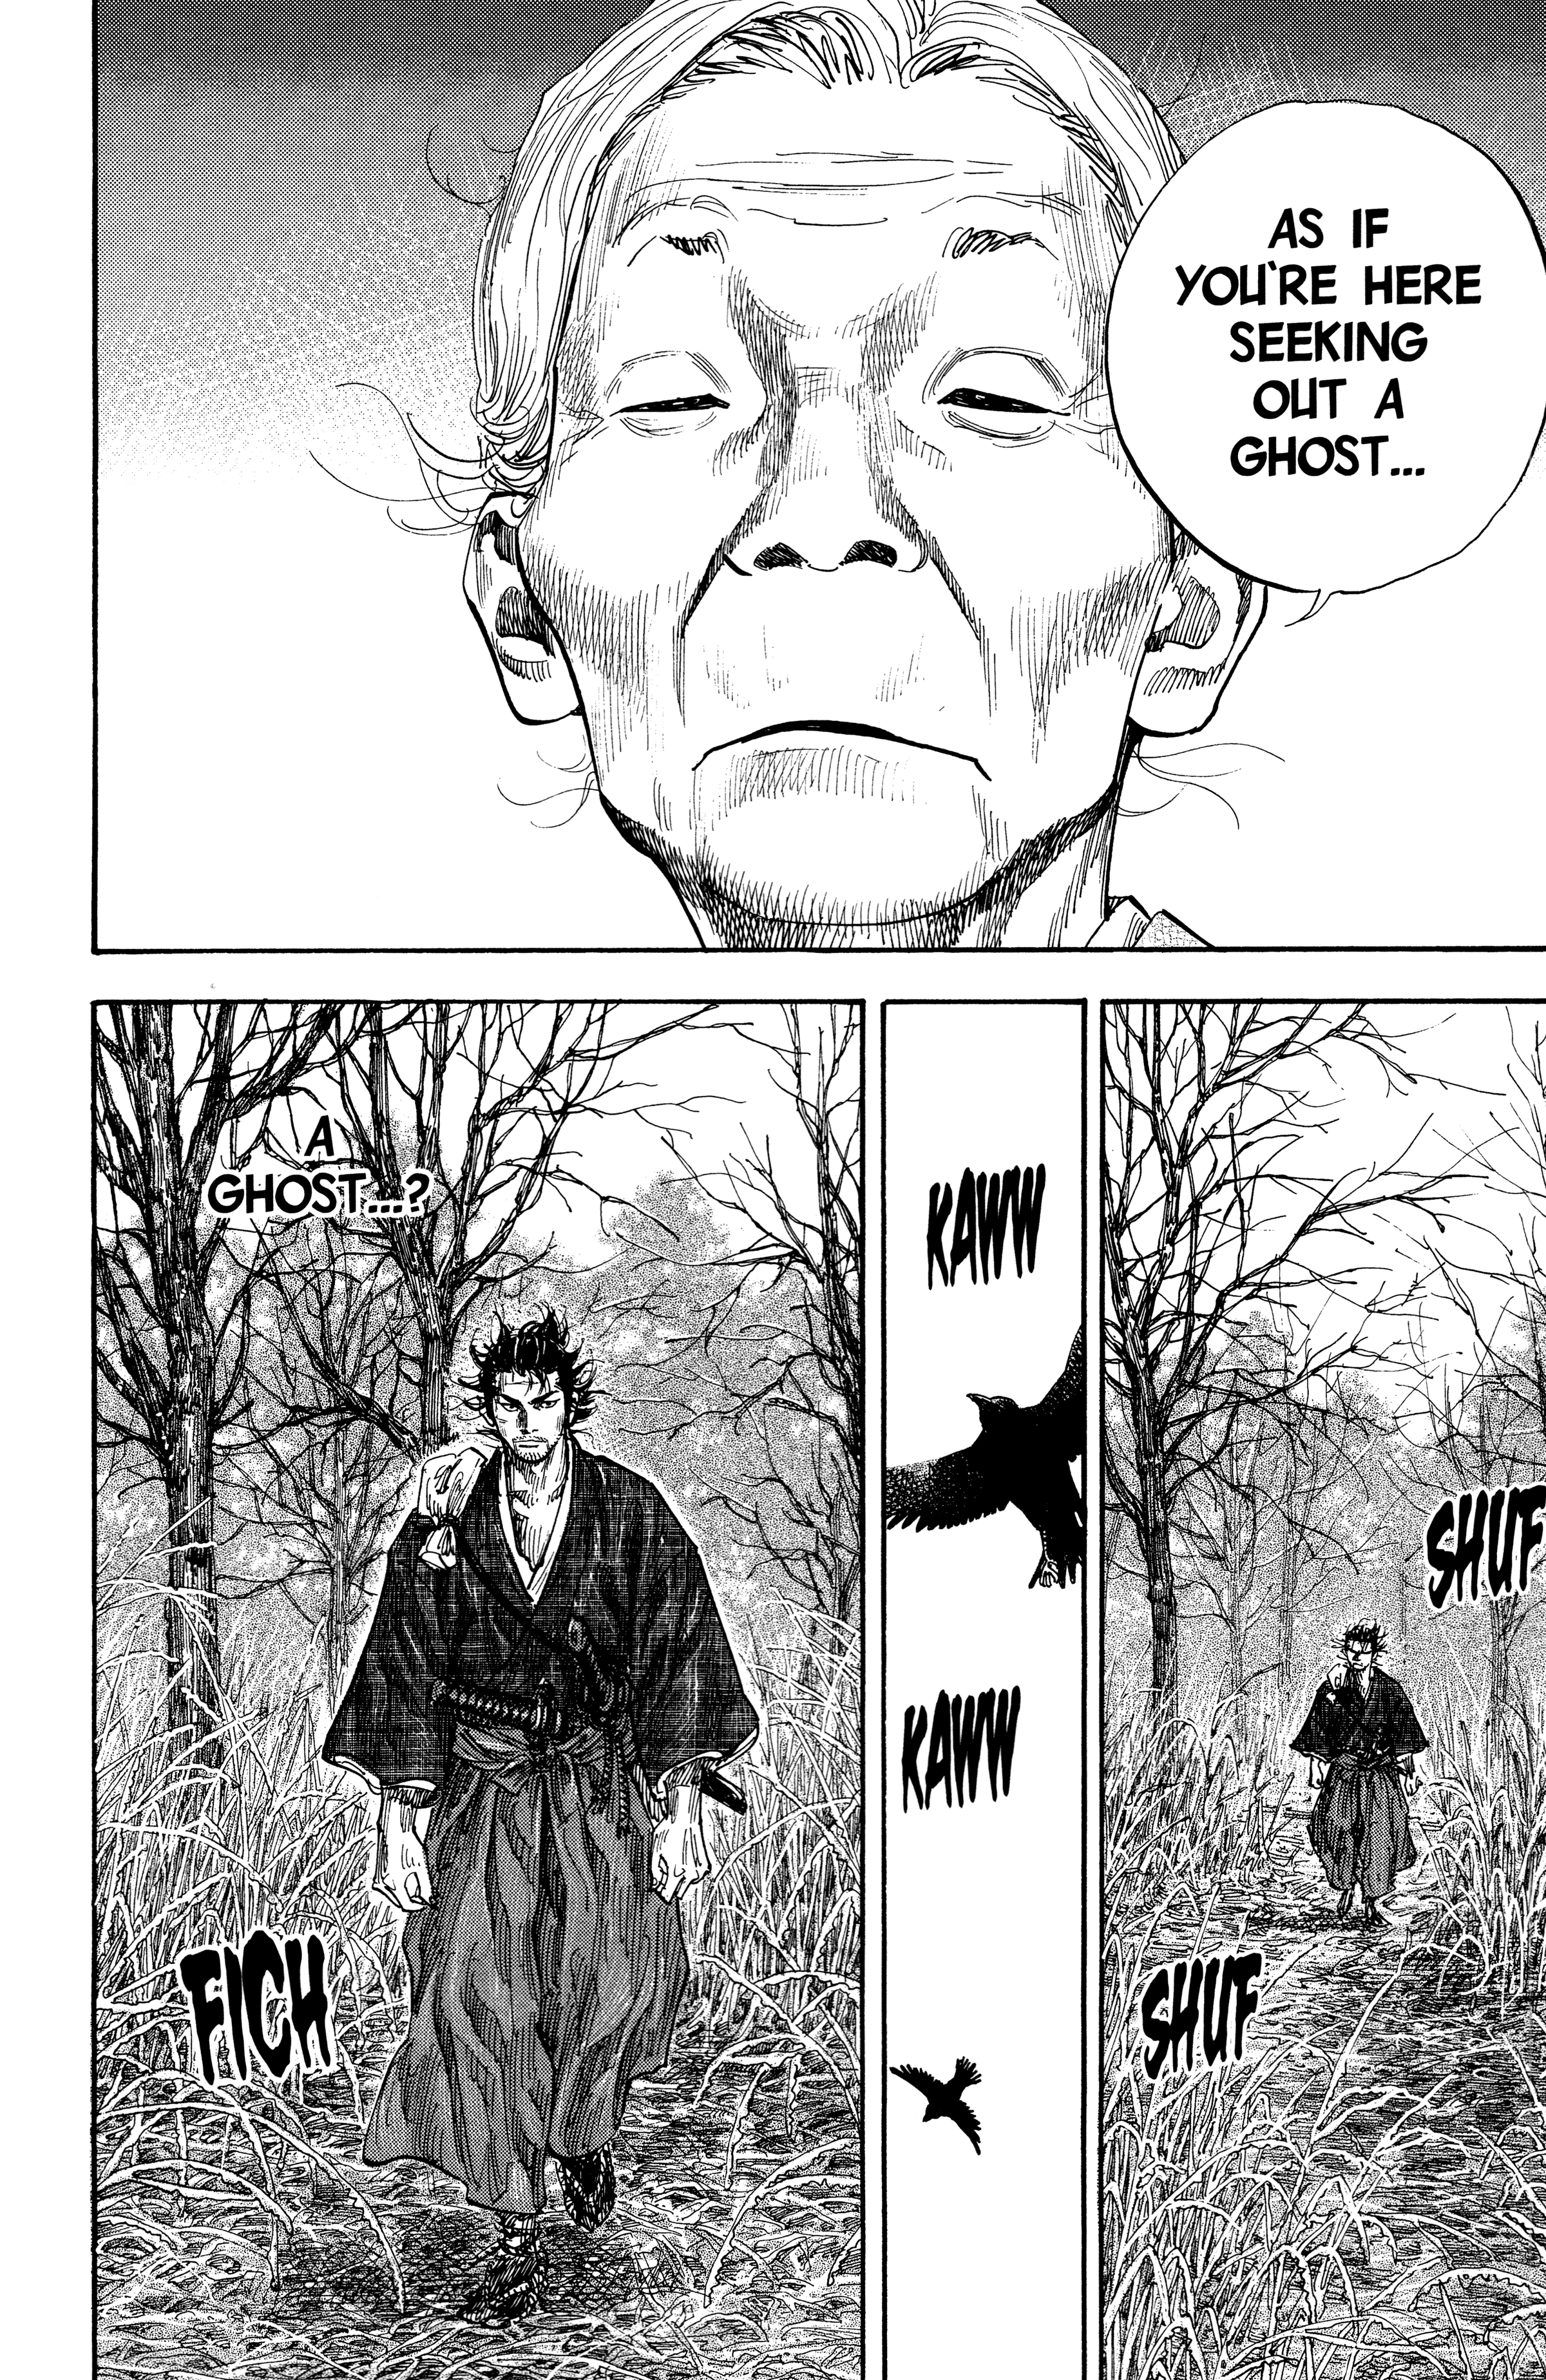 AS IF
YOU'RE HERE
SEEKING
OUT A
GHOST...
SHUF
SHUF
KAWW
KAWW
A
GHOST...?
FICH